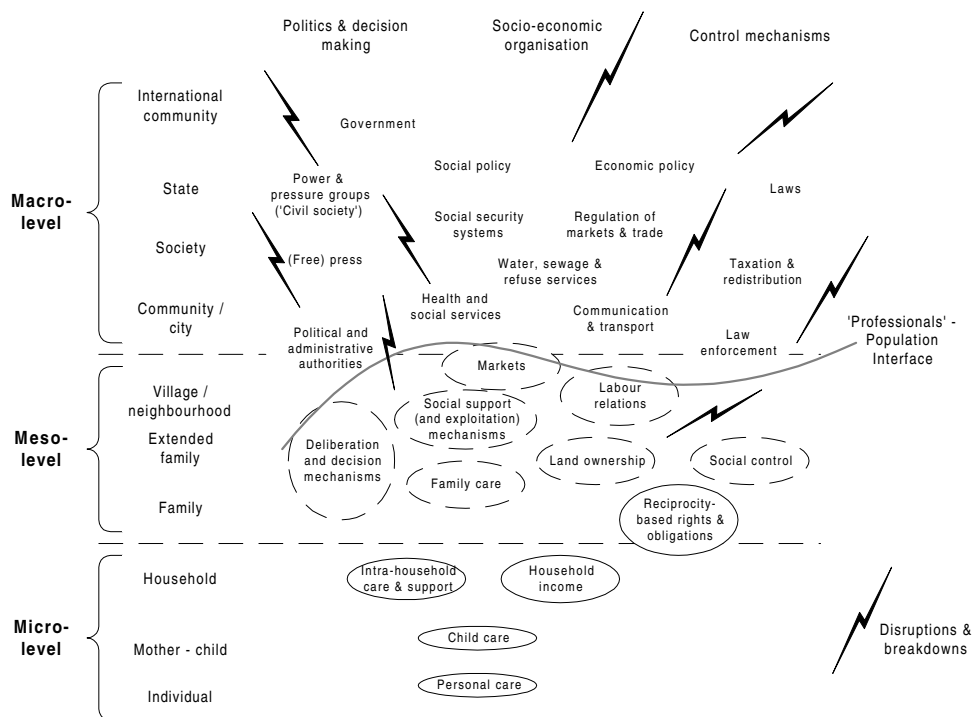 Politics & decision
making
Socio-economic
organisation
Control mechanisms
International
community
Government
Social policy
Economic policy
Macro-
level
State
Power &
pressure groups
('Civil society')
Laws
Social security
systems
Regulation of
markets & trade
Society
(Free) press
Water, sewage &
refuse services
Taxation &
redistribution
Community /
city
Health and
social services
Communication
& transport
Political and
administrative
authorities
Law
enforcement
'Professionals' -
Population
Interface
Markets
Meso-
level
Village /
neighbourhood
Labour
relations
Social support
(and exploitation)
mechanisms
Extended
family
Deliberation
and decision
mechanisms
Land ownership
Social control
Family care
Family
Reciprocity-
based rights &
obligations
Micro-
level
Household
Intra-household
care & support
Household
income
Mother - child
Child care
Disruptions &
breakdowns
Individual
Personal care